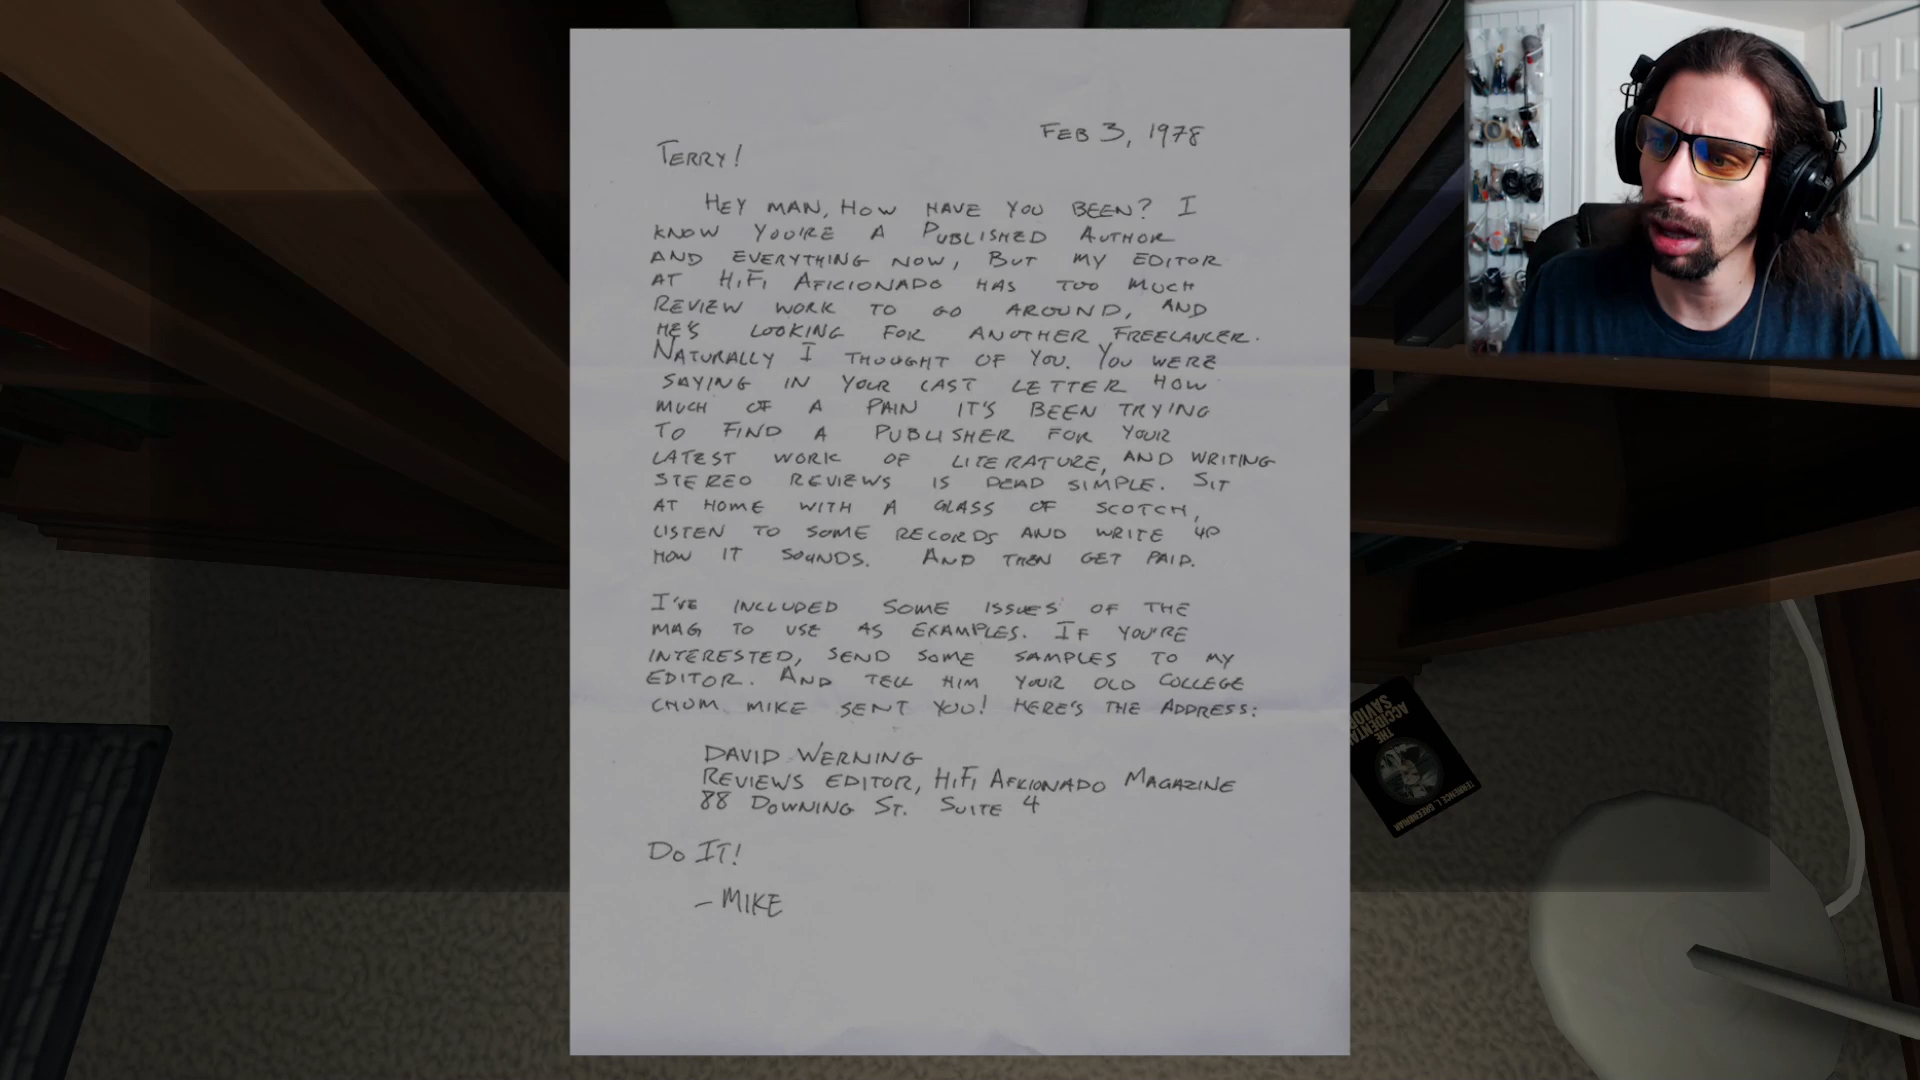 FEB 3, 1978
TERRY!
HEY MAN, HOW HAVE YOU BEEN? I
KNOW YOU'RE A PUBLISHED AUTHOR
AND EVERYTHING NOW, BUT MY EDITOR
AT HIFI AFICIONADO HAS TOO MUCH
REVIEW WORK TO GO AROUND, AND
HE'S LOOKING FOR ANOTHER FREELANCER.
NATURALLY I THOUGHT OF YOU. YOU WERE
SAYING IN YOUR LAST LETTER HOW
MUCH OF A PAIN IT'S BEEN TRYING
TO FIND A PUBLISHER FOR YOUR
LATEST WORK OF LITERATURE, AND WRITING
STEREO REVIEWS IS DEAD SIMPLE. SIT
AT HOME WITH A GLASS OF SCOTCH,
LISTEN TO SOME RECORDS AND WRITE UP
HOW IT SOUNDS. AND THEN GET PAID.
I'VE INCLUDED SOME ISSUES OF THE
MAG TO USE AS EXAMPLES. IF YOU'RE
INTERESTED, SEND SOME SAMPLES TO MY
EDITOR. AND TELL HIM YOUR OLD COLLEGE
CHUM MIKE SENT YOU! HERE'S THE ADDRESS:
DAVID WERNING
REVIEWS EDITOR, HIFI AFICIONADO MAGAZINE
88 DOWNING ST. SUITE 4
DO IT!
– MIKE
THE
ACCIDENTAL
SAVIOR
TERRENCE L. GREENBRIAR